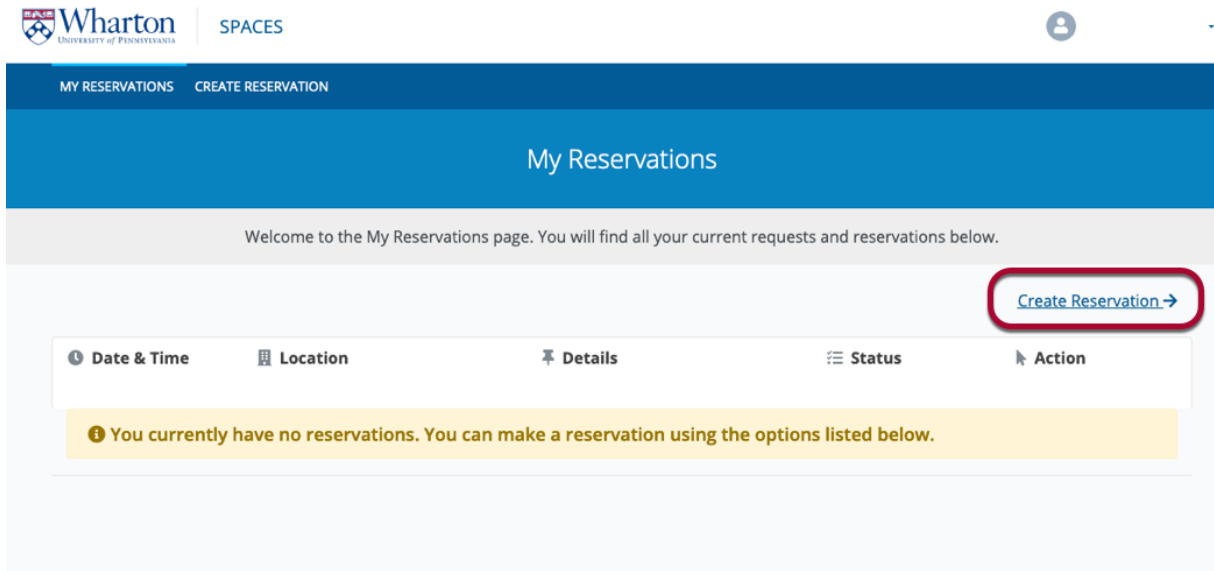 Wharton
UNIVERSITY of PENNSYLVANIA
SPACES
MY RESERVATIONS CREATE RESERVATION
My Reservations
Welcome to the My Reservations page. You will find all your current requests and reservations below.
Create Reservation →
Date & Time Location Details Status Action
You currently have no reservations. You can make a reservation using the options listed below.